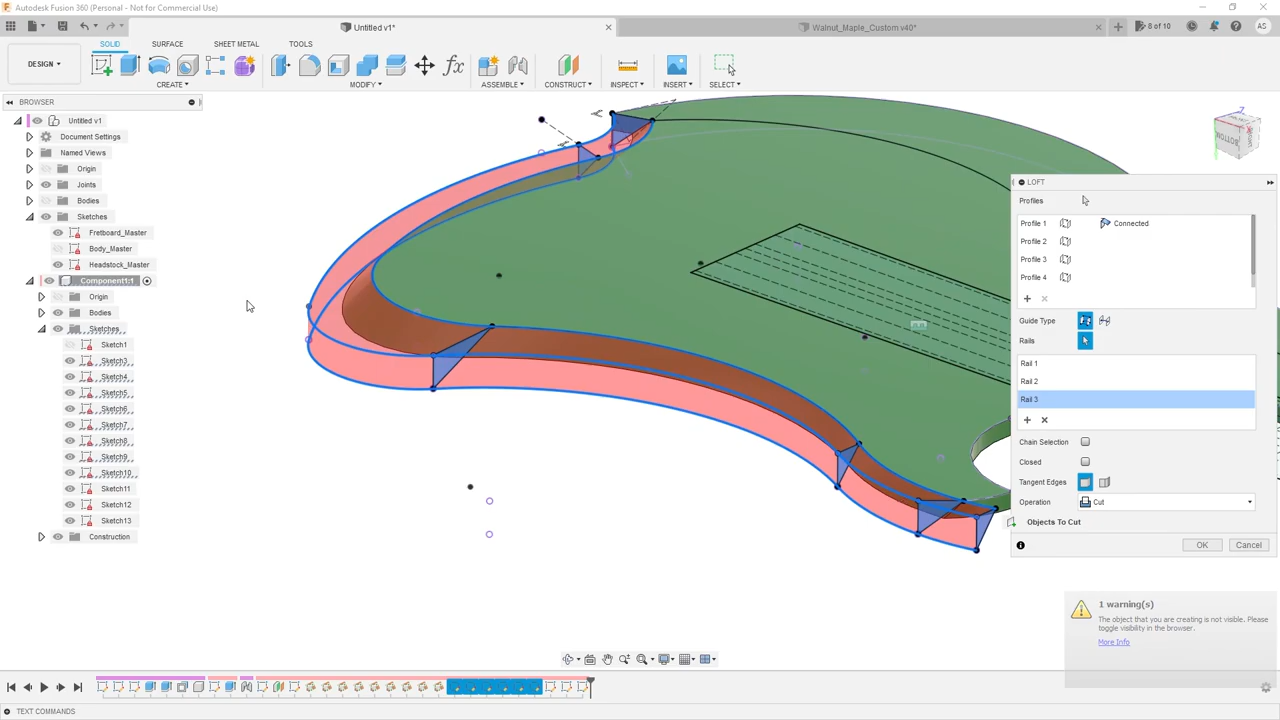 Autodesk Fusion 360 (Personal - Not for Commercial Use)
Untitled v1*
Walnut_Maple_Custom v40*
8 of 10
AS
SOLID
SURFACE
SHEET METAL
TOOLS
DESIGN
CREATE
MODIFY
ASSEMBLE
CONSTRUCT
INSPECT
INSERT
SELECT
BROWSER
Untitled v1
Document Settings
Named Views
Origin
Joints
Bodies
Sketches
Fretboard_Master
Body_Master
Headstock_Master
Component1:1
Origin
Bodies
Sketches
Sketch1
Sketch3
Sketch4
Sketch5
Sketch6
Sketch7
Sketch8
Sketch9
Sketch10
Sketch11
Sketch12
Sketch13
Construction
BOTTOM
LOFT
Profiles
Profile 1 Connected
Profile 2
Profile 3
Profile 4
Guide Type
Rails
Rail 1
Rail 2
Rail 3
Chain Selection
Closed
Tangent Edges
Operation Cut
Objects To Cut
OK Cancel
1 warning(s)
The object that you are creating is not visible. Please
toggle visibility in the browser.
More Info
TEXT COMMANDS